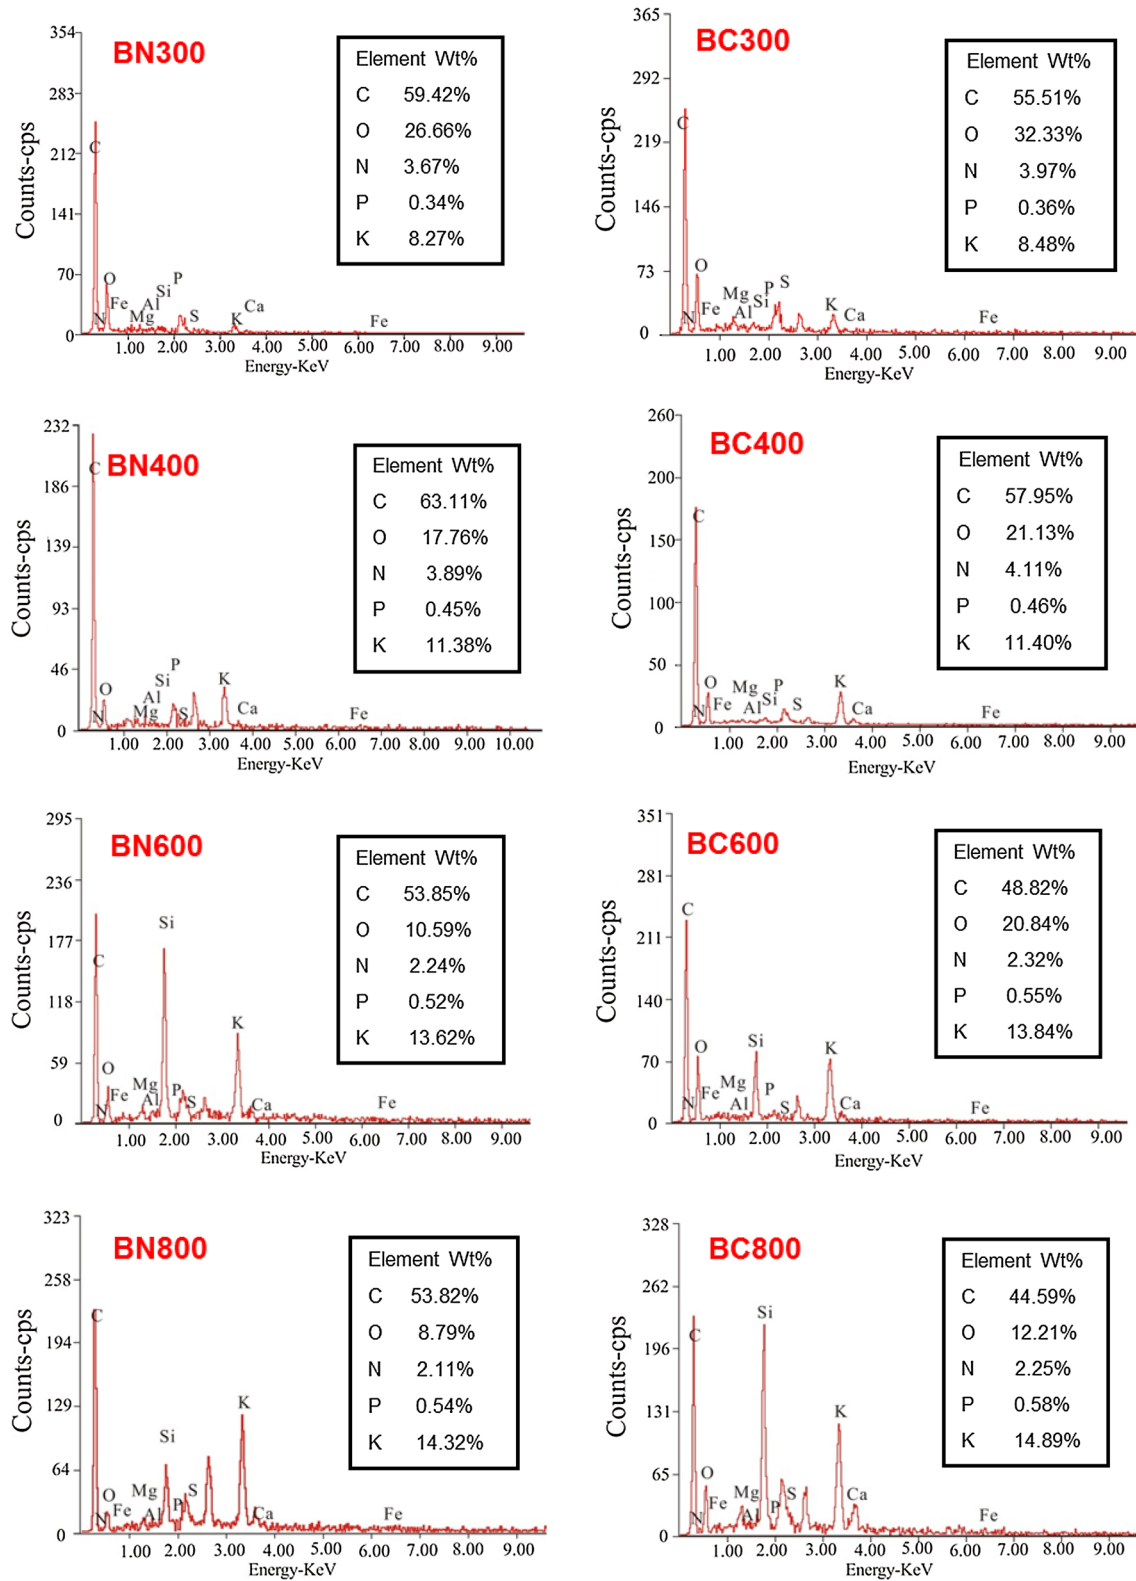 BN300
Counts-cps
354
283
212
141
70
0
C
N
O
Fe
Mg
Al
Si
P
S
K
Ca
Fe
1.00 2.00 3.00 4.00 5.00 6.00 7.00 8.00 9.00
Energy-KeV
Element Wt%
C 59.42%
O 26.66%
N 3.67%
P 0.34%
K 8.27%
BC300
Counts-cps
365
292
219
146
73
0
C
N
O
Fe
Mg
Al
Si
P
S
K
Ca
Fe
1.00 2.00 3.00 4.00 5.00 6.00 7.00 8.00 9.00
Energy-KeV
Element Wt%
C 55.51%
O 32.33%
N 3.97%
P 0.36%
K 8.48%
BN400
Counts-cps
232
186
139
93
46
0
C
N
O
Mg
Al
Si
P
S
K
Ca
Fe
1.00 2.00 3.00 4.00 5.00 6.00 7.00 8.00 9.00 10.00
Energy-KeV
Element Wt%
C 63.11%
O 17.76%
N 3.89%
P 0.45%
K 11.38%
BC400
Counts-cps
260
200
150
100
50
0
C
N
O
Fe
Mg
Al
Si
P
S
K
Ca
Fe
1.00 2.00 3.00 4.00 5.00 6.00 7.00 8.00 9.00
Energy-KeV
Element Wt%
C 57.95%
O 21.13%
N 4.11%
P 0.46%
K 11.40%
BN600
Counts-cps
295
236
177
118
59
0
C
N
O
Fe
Mg
Al
Si
P
S
K
Ca
Fe
1.00 2.00 3.00 4.00 5.00 6.00 7.00 8.00 9.00
Energy-KeV
Element Wt%
C 53.85%
O 10.59%
N 2.24%
P 0.52%
K 13.62%
BC600
Counts-cps
351
281
211
140
70
0
C
N
O
Fe
Mg
Al
Si
P
S
K
Ca
Fe
1.00 2.00 3.00 4.00 5.00 6.00 7.00 8.00 9.00
Energy-KeV
Element Wt%
C 48.82%
O 20.84%
N 2.32%
P 0.55%
K 13.84%
BN800
Counts-cps
323
258
194
129
64
0
C
N
O
Fe
Mg
Al
Si
P
S
K
Ca
Fe
1.00 2.00 3.00 4.00 5.00 6.00 7.00 8.00 9.00
Energy-KeV
Element Wt%
C 53.82%
O 8.79%
N 2.11%
P 0.54%
K 14.32%
BC800
Counts-cps
328
262
196
131
65
0
C
N
O
Fe
Mg
Al
Si
P
S
K
Ca
Fe
1.00 2.00 3.00 4.00 5.00 6.00 7.00 8.00 9.00
Energy-KeV
Element Wt%
C 44.59%
O 12.21%
N 2.25%
P 0.58%
K 14.89%